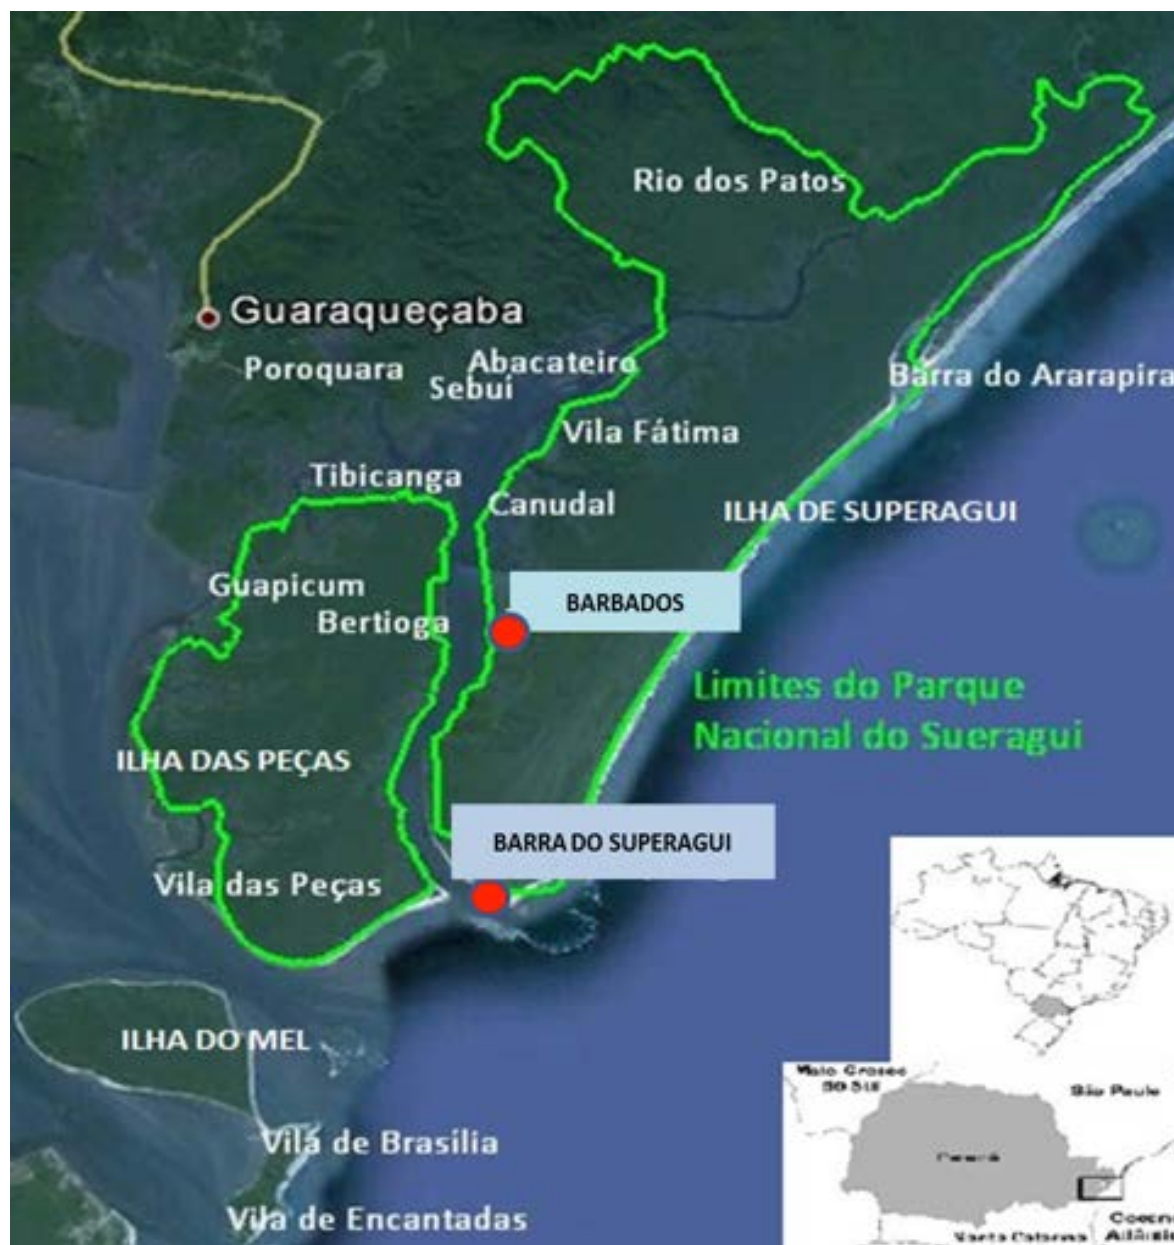 Rio dos Patos
Guaraqueçaba
Poroquara
Abacateiro
Sebuí
Barra do Ararapira
Vila Fátima
Tibicanga
Canudal
ILHA DE SUPERAGUI
Guapicum
BARBADOS
Bertioga
Limites do Parque
Nacional do Sueragui
ILHA DAS PEÇAS
BARRA DO SUPERAGUI
Vila das Peças
ILHA DO MEL
São Paulo
Vila de Brasília
Vila de Encantadas